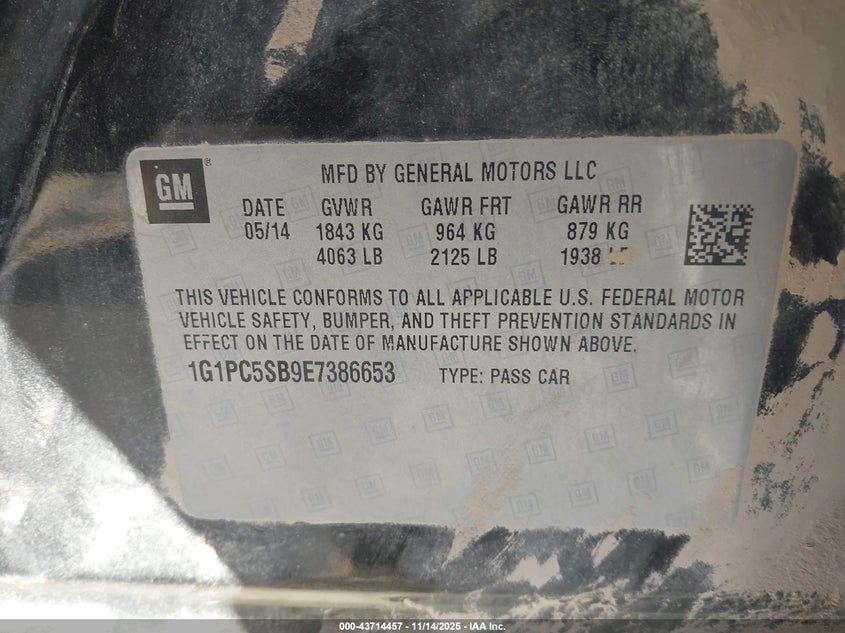 GM ®
MFD BY GENERAL MOTORS LLC
DATE GVWR GAWR FRT GAWR RR
05/14 1843 KG 964 KG 879 KG
4063 LB 2125 LB 1938
THIS VEHICLE CONFORMS TO ALL APPLICABLE U.S. FEDERAL MOTOR
VEHICLE SAFETY, BUMPER, AND THEFT PREVENTION STANDARDS IN
EFFECT ON THE DATE OF MANUFACTURE SHOWN ABOVE.
1G1PC5SB9E7386653 TYPE: PASS CAR
000-43714457 - 11/14/2025 - IAA Inc.